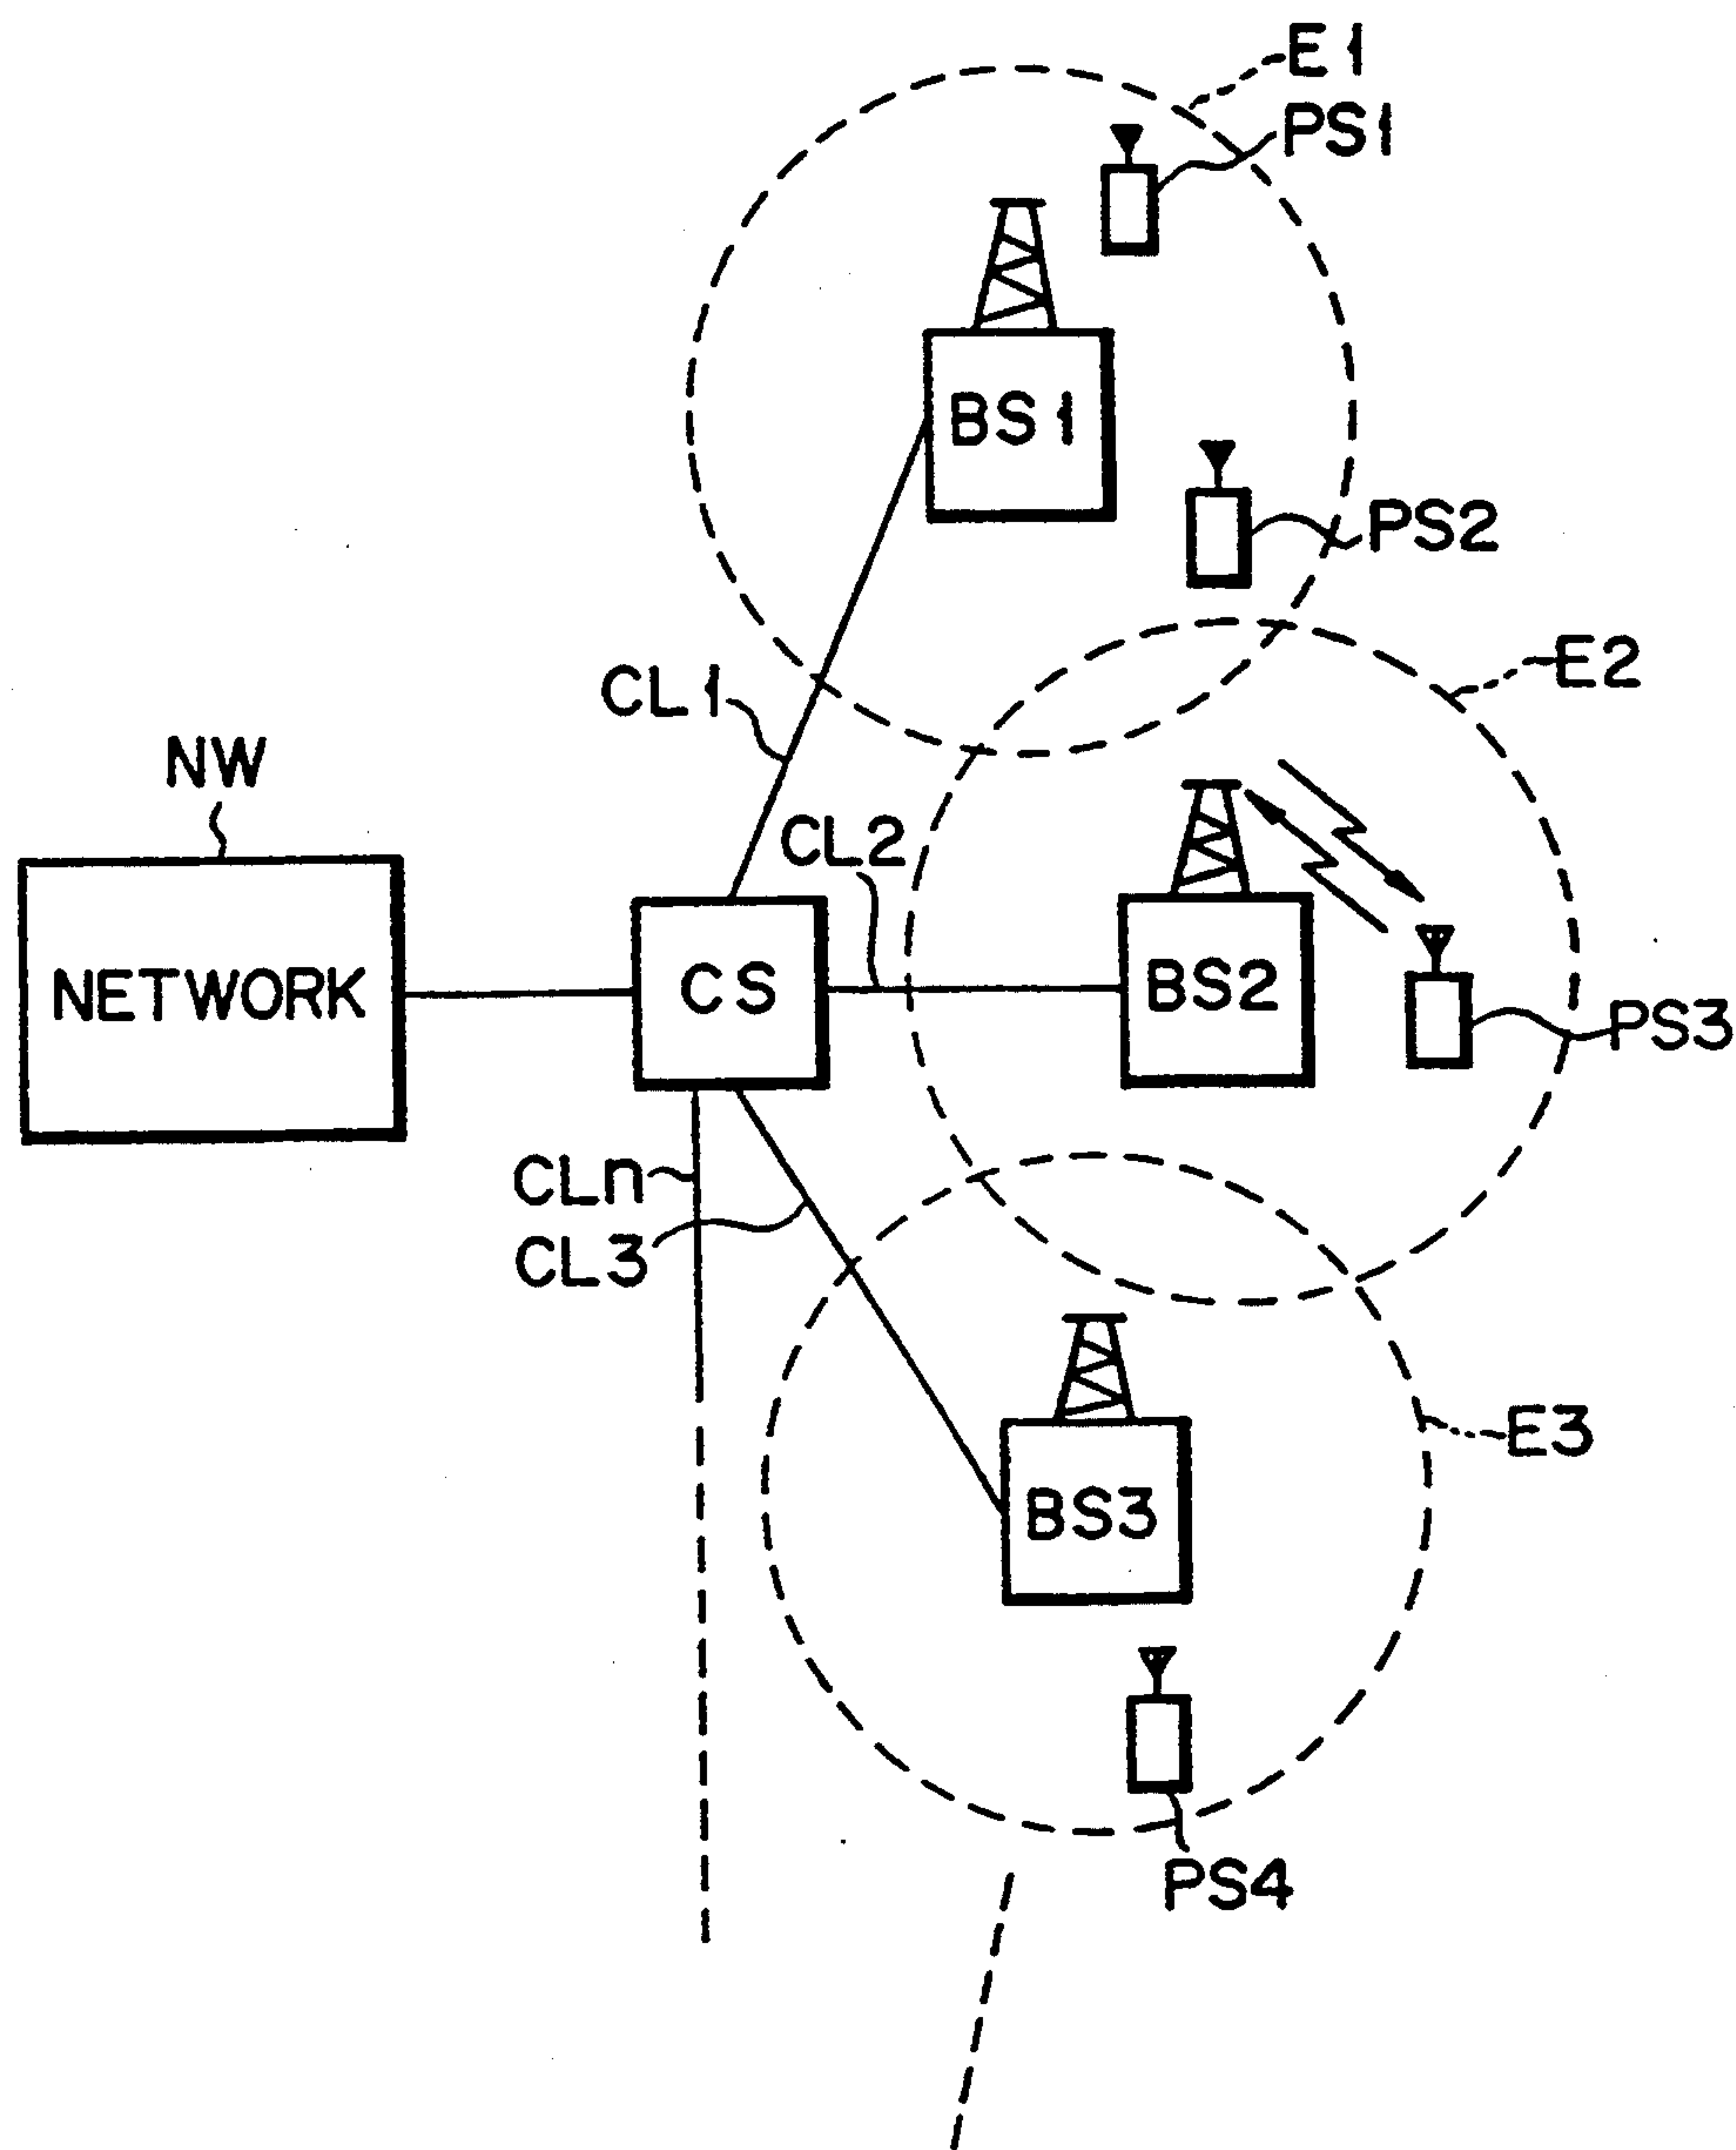 E1
PS1
BS1
PS2
E2
CL1
NW
CL2
NETWORK
CS
BS2
PS3
CLn
CL3
E3
BS3
PS4